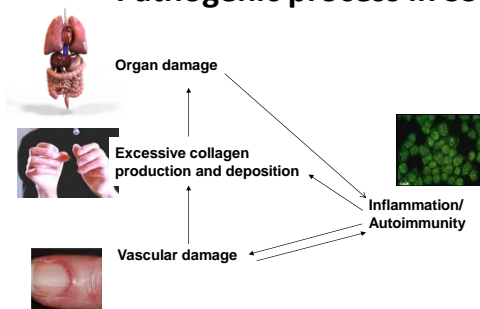 Organ damage
Excessive collagen
production and deposition
Inflammation/
Autoimmunity
Vascular damage